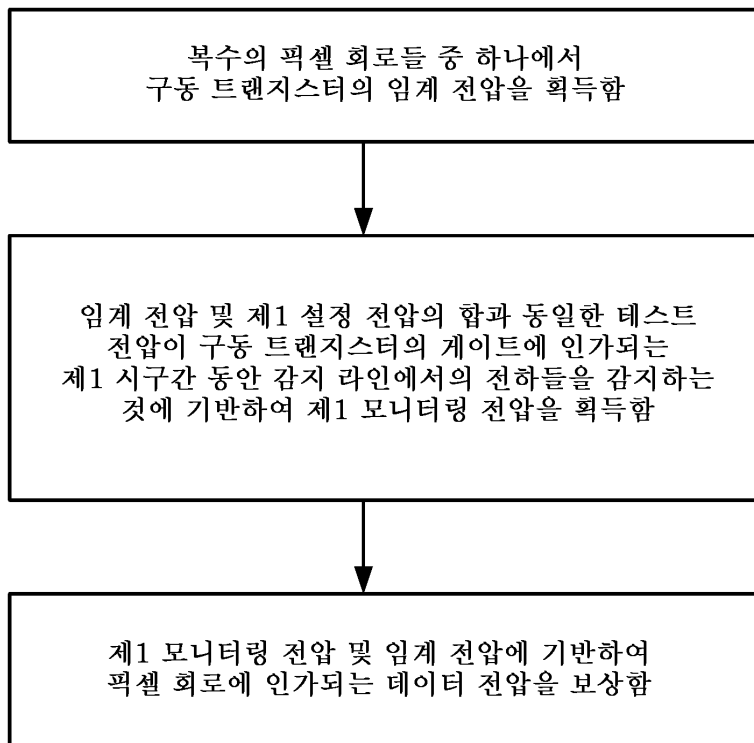 복수의 픽셀 회로들 중 하나에서
구동 트랜지스터의 임계 전압을 획득함
임계 전압 및 제1 설정 전압의 합과 동일한 테스트
전압이 구동 트랜지스터의 게이트에 인가되는
제1 시구간 동안 감지 라인에서의 전하들을 감지하는
것에 기반하여 제1 모니터링 전압을 획득함
제1 모니터링 전압 및 임계 전압에 기반하여
픽셀 회로에 인가되는 데이터 전압을 보상함